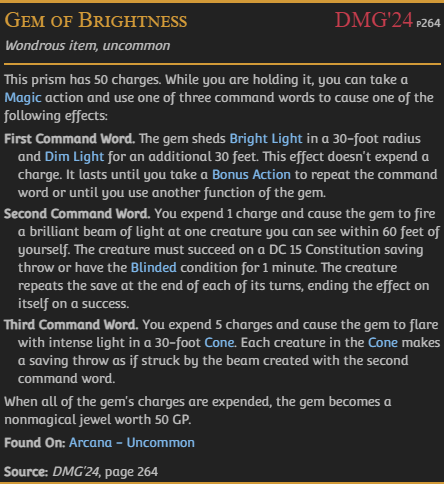 Gem of Brightness DMG'24 P264
Wondrous item, uncommon
This prism has 50 charges. While you are holding it, you can take a
Magic action and use one of three command words to cause one of the
following effects:
First Command Word. The gem sheds Bright Light in a 30-foot radius
and Dim Light for an additional 30 feet. This effect doesn't expend a
charge. It lasts until you take a Bonus Action to repeat the command
word or until you use another function of the gem.
Second Command Word. You expend 1 charge and cause the gem to fire
a brilliant beam of light at one creature you can see within 60 feet of
yourself. The creature must succeed on a DC 15 Constitution saving
throw or have the Blinded condition for 1 minute. The creature
repeats the save at the end of each of its turns, ending the effect on
itself on a success.
Third Command Word. You expend 5 charges and cause the gem to flare
with intense light in a 30-foot Cone. Each creature in the Cone makes
a saving throw as if struck by the beam created with the second
command word.
When all of the gem's charges are expended, the gem becomes a
nonmagical jewel worth 50 GP.
Found On: Arcana - Uncommon
Source: DMG'24, page 264